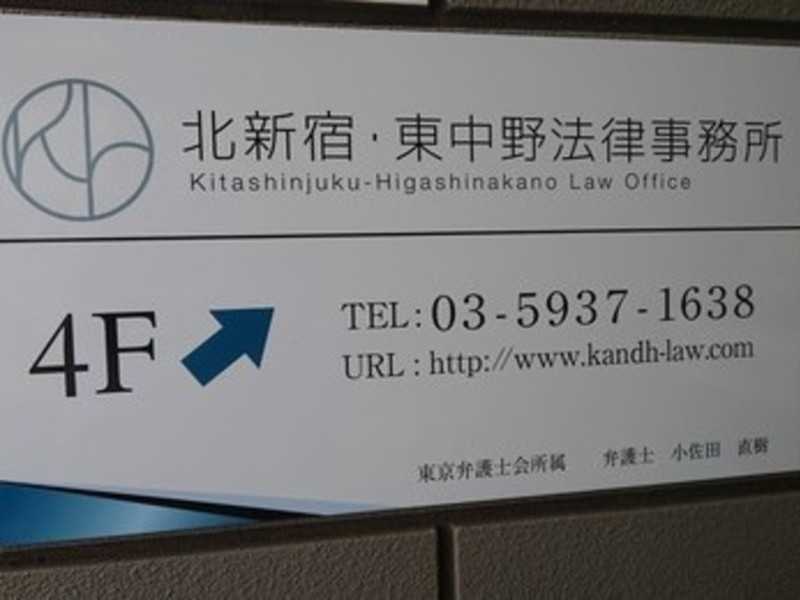 北新宿・東中野法律事務所
Kitashinjuku-Higashinakano Law Office
4F
TEL:03-5937-1638
URL:http://www.kandh-law.com
東京弁護士会所属 弁護士 小佐田 直樹